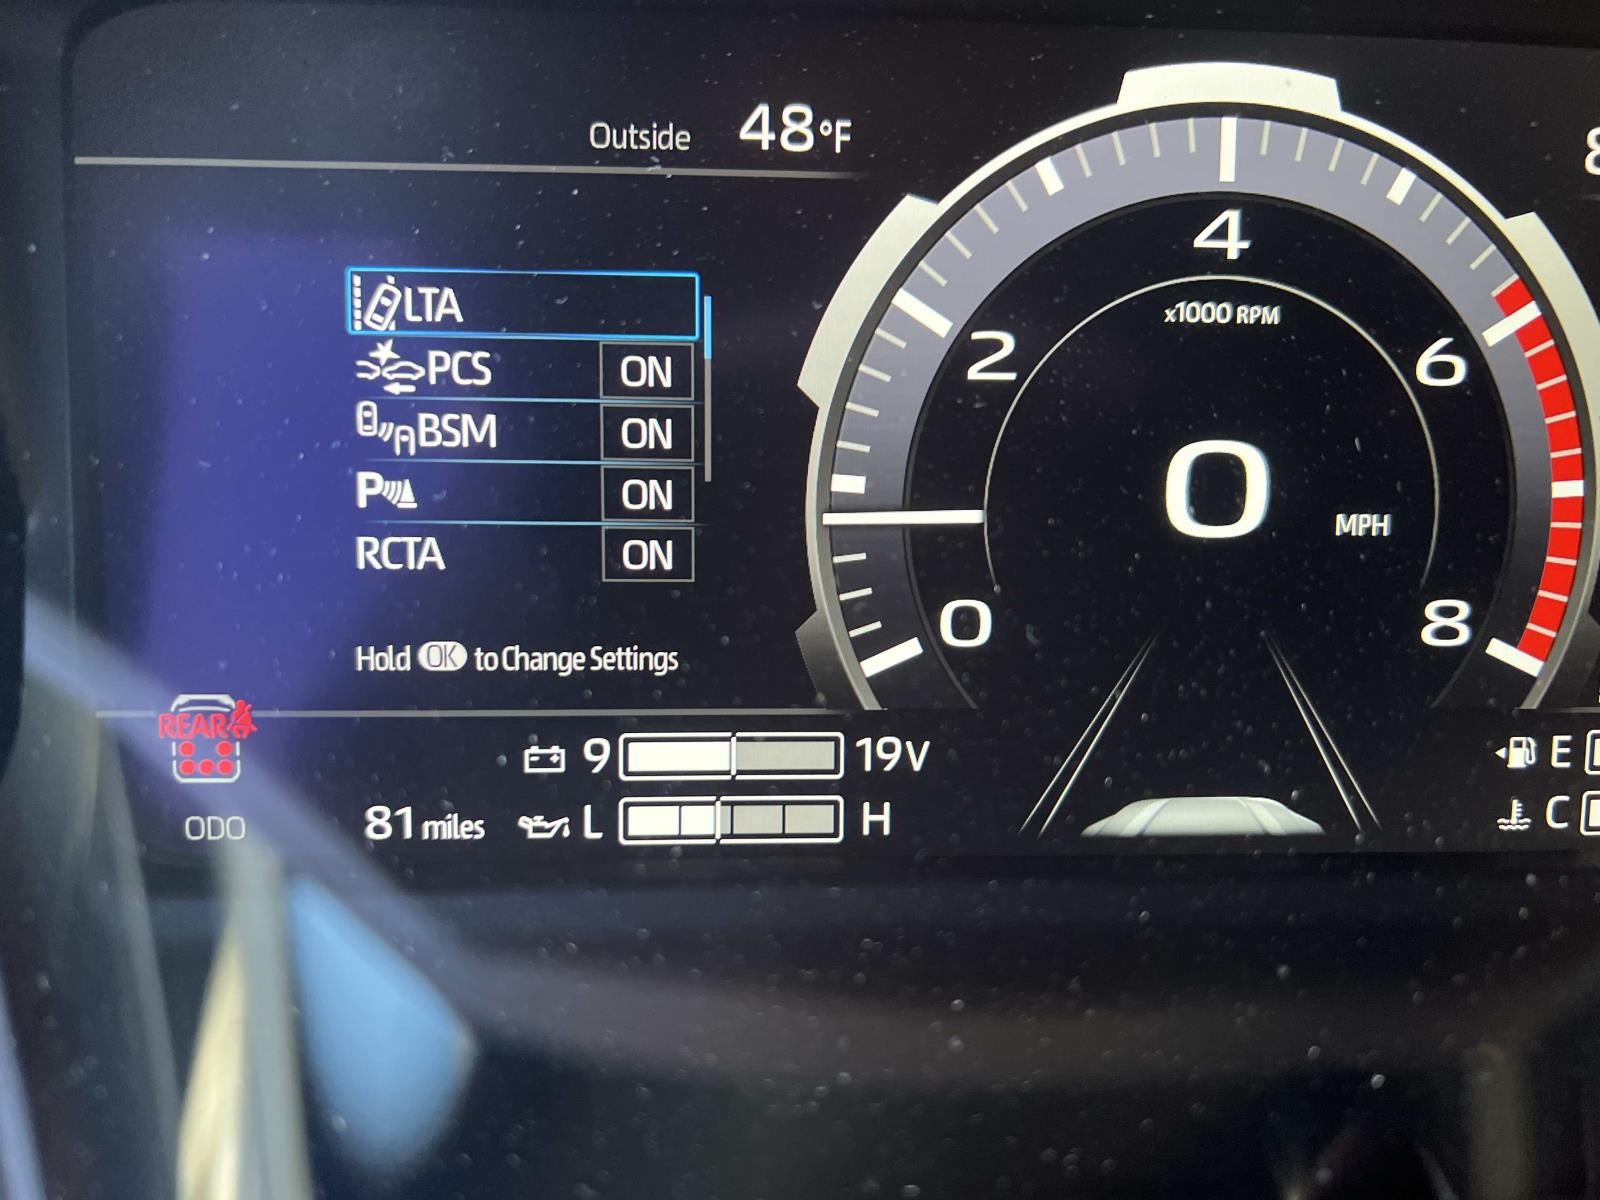 Outside 48°F
8
LTA
PCS ON
BSM ON
P ON
RCTA ON
Hold OK to Change Settings
4
x1000 RPM
2
6
0
MPH
0
8
REAR
9 19V
E
ODO 81 miles
L H
C